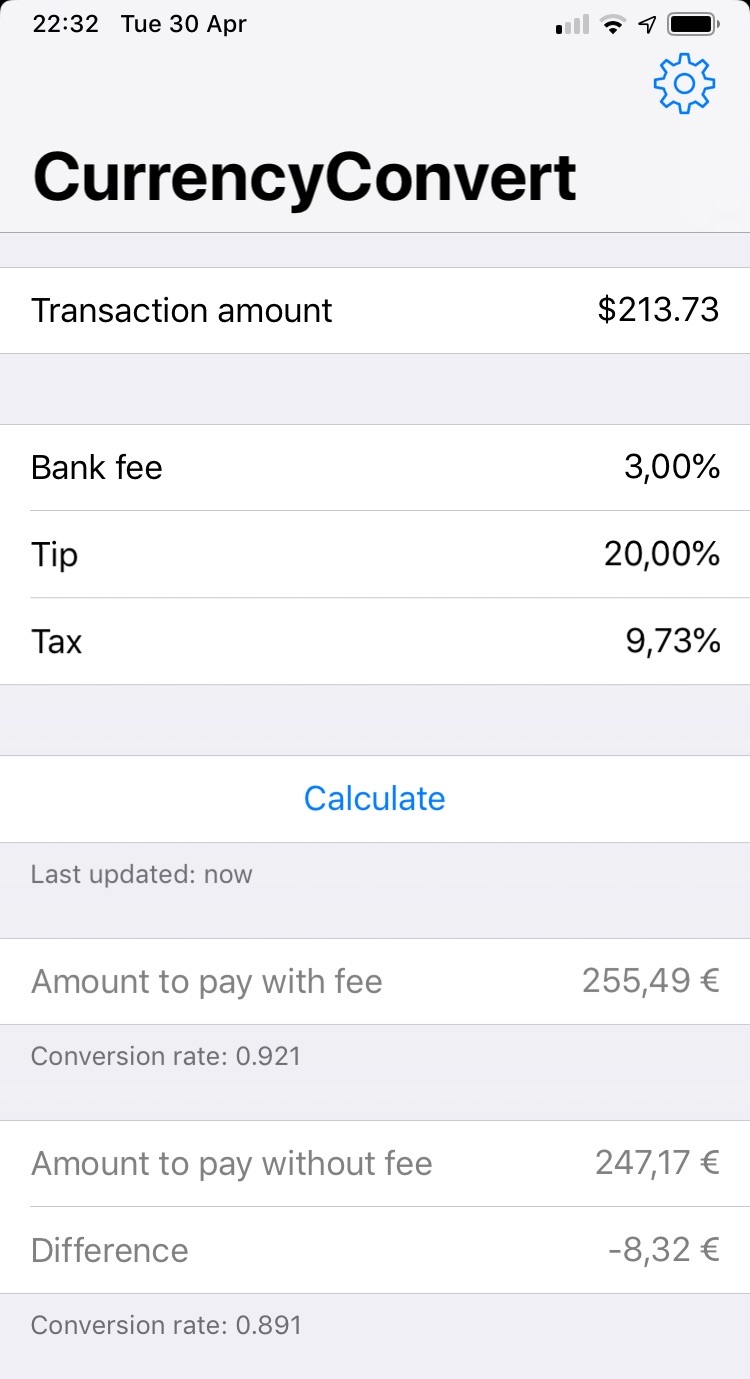 22:32 Tue 30 Apr
CurrencyConvert
Transaction amount $213.73
Bank fee 3,00%
Tip 20,00%
Tax 9,73%
Calculate
Last updated: now
Amount to pay with fee 255,49 €
Conversion rate: 0.921
Amount to pay without fee 247,17 €
Difference -8,32 €
Conversion rate: 0.891